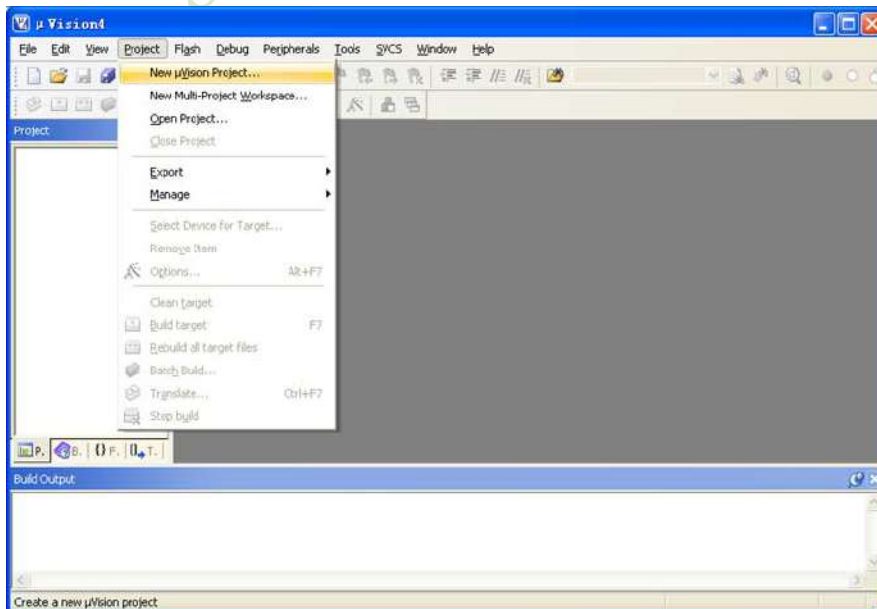 µVision4
File Edit View Project Flash Debug Peripherals Tools SVCS Window Help
New µVision Project...
New Multi-Project Workspace...
Open Project...
Close Project
Project
Export
Manage
Select Device for Target...
Remove Item
Options... Alt+F7
Clean target
Build target F7
Rebuild all target files
Batch Build...
Translate... Ctrl+F7
Stop build
P. B. {} F. 0 T.
Build Output
Create a new µVision project